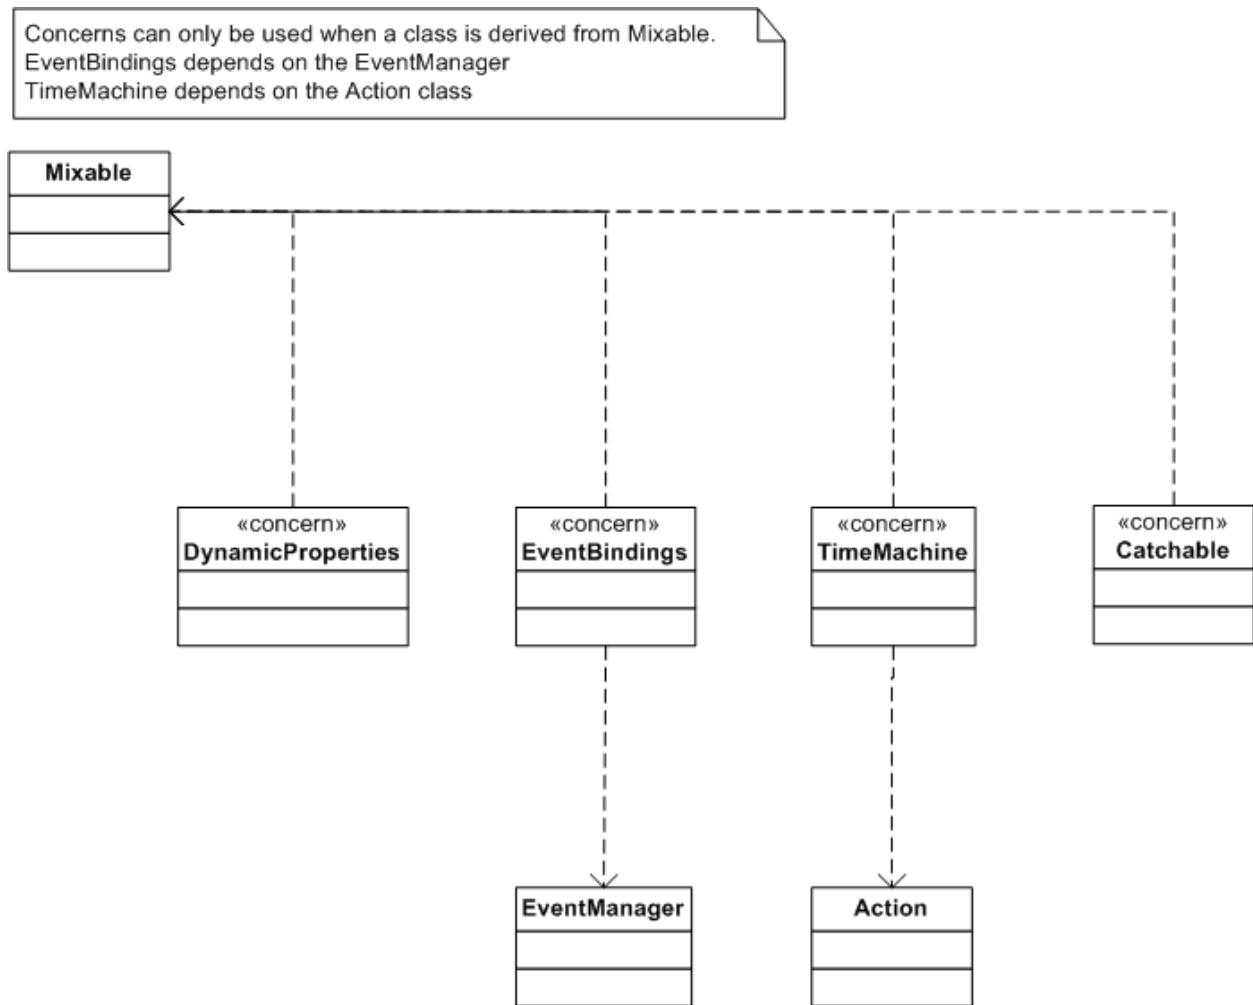 Concerns can only be used when a class is derived from Mixable.
EventBindings depends on the EventManager
TimeMachine depends on the Action class
Mixable
«concern»
DynamicProperties
«concern»
EventBindings
«concern»
TimeMachine
«concern»
Catchable
EventManager
Action